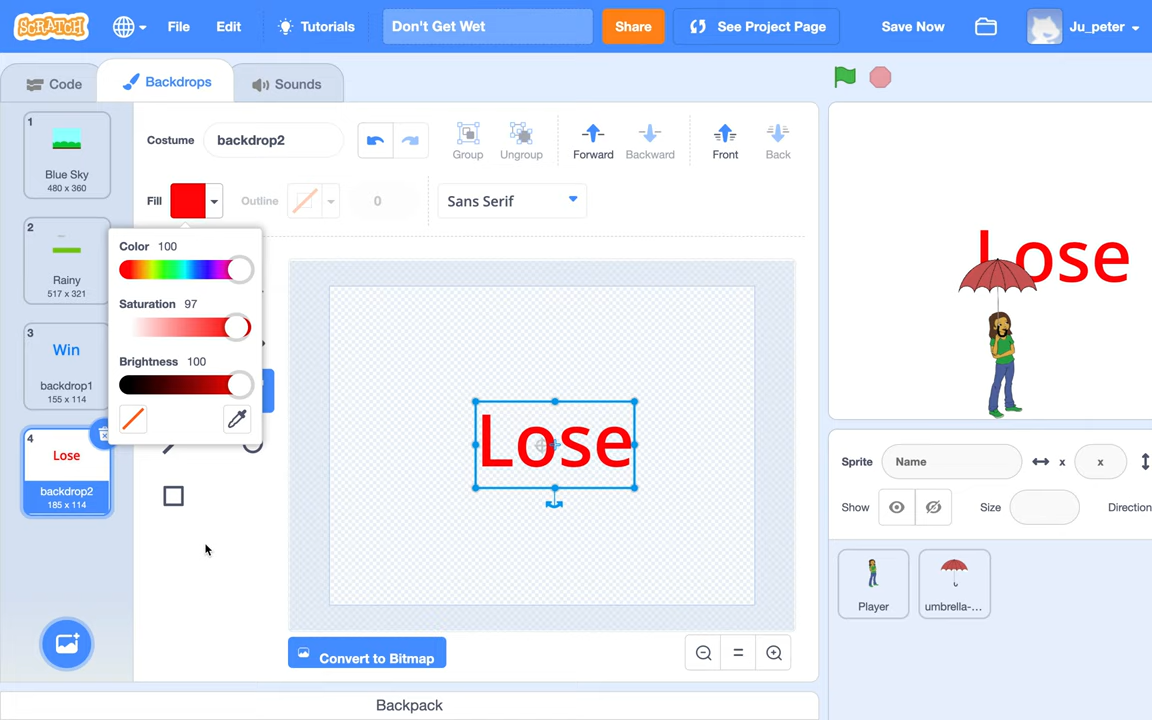 SCRATCH
File
Edit
Tutorials
Don't Get Wet
Share
See Project Page
Save Now
Ju_peter
Code
Backdrops
Sounds
1
Blue Sky
480 x 360
2
Rainy
517 x 321
3
Win
backdrop1
155 x 114
4
Lose
backdrop2
185 x 114
Costume
backdrop2
Group
Ungroup
Forward
Backward
Front
Back
Fill
Outline
0
Sans Serif
Color 100
Saturation 97
Brightness 100
Lose
Convert to Bitmap
Backpack
Lose
Sprite
Name
x
x
Show
Size
Direction
Player
umbrella-...